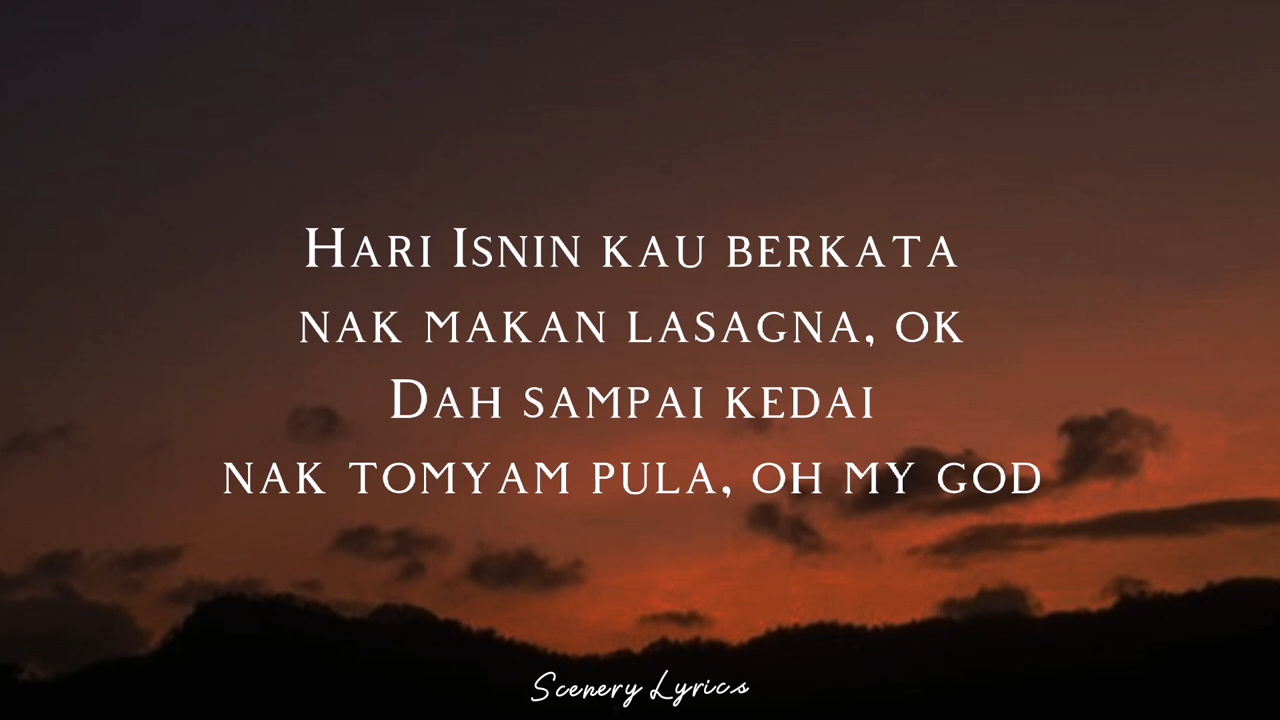 Hari Isnin kau berkata
nak makan lasagna, ok
Dah sampai kedai
nak tomyam pula, oh my god
Scenery Lyrics